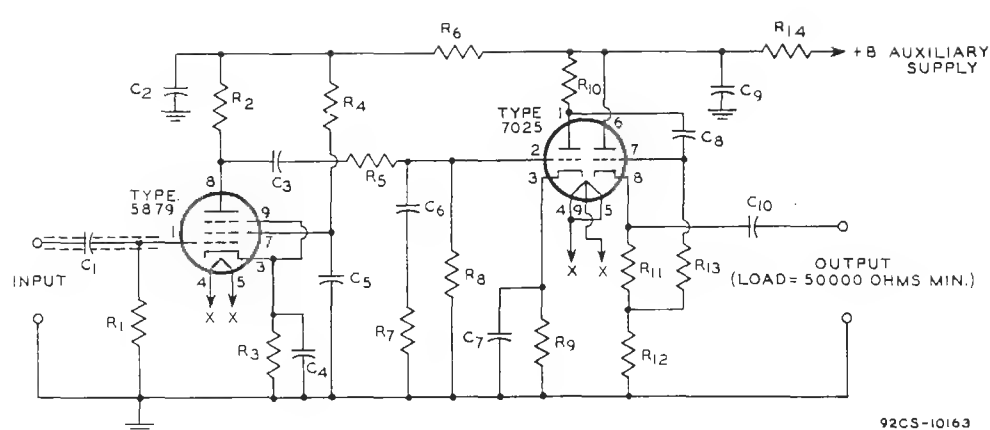 R6
R14
+B AUXILIARY
SUPPLY
C2
R2
R4
R10
C9
TYPE
7025
1
6
C8
8
C3
R5
2
7
3
8
TYPE
5879
9
1
7
3
C6
4
9
5
C10
C1
4
5
C5
R8
X
X
R11
R13
OUTPUT
(LOAD= 50000 OHMS MIN.)
INPUT
X
X
R1
R7
C7
R9
R3
C4
R12
92CS-10163